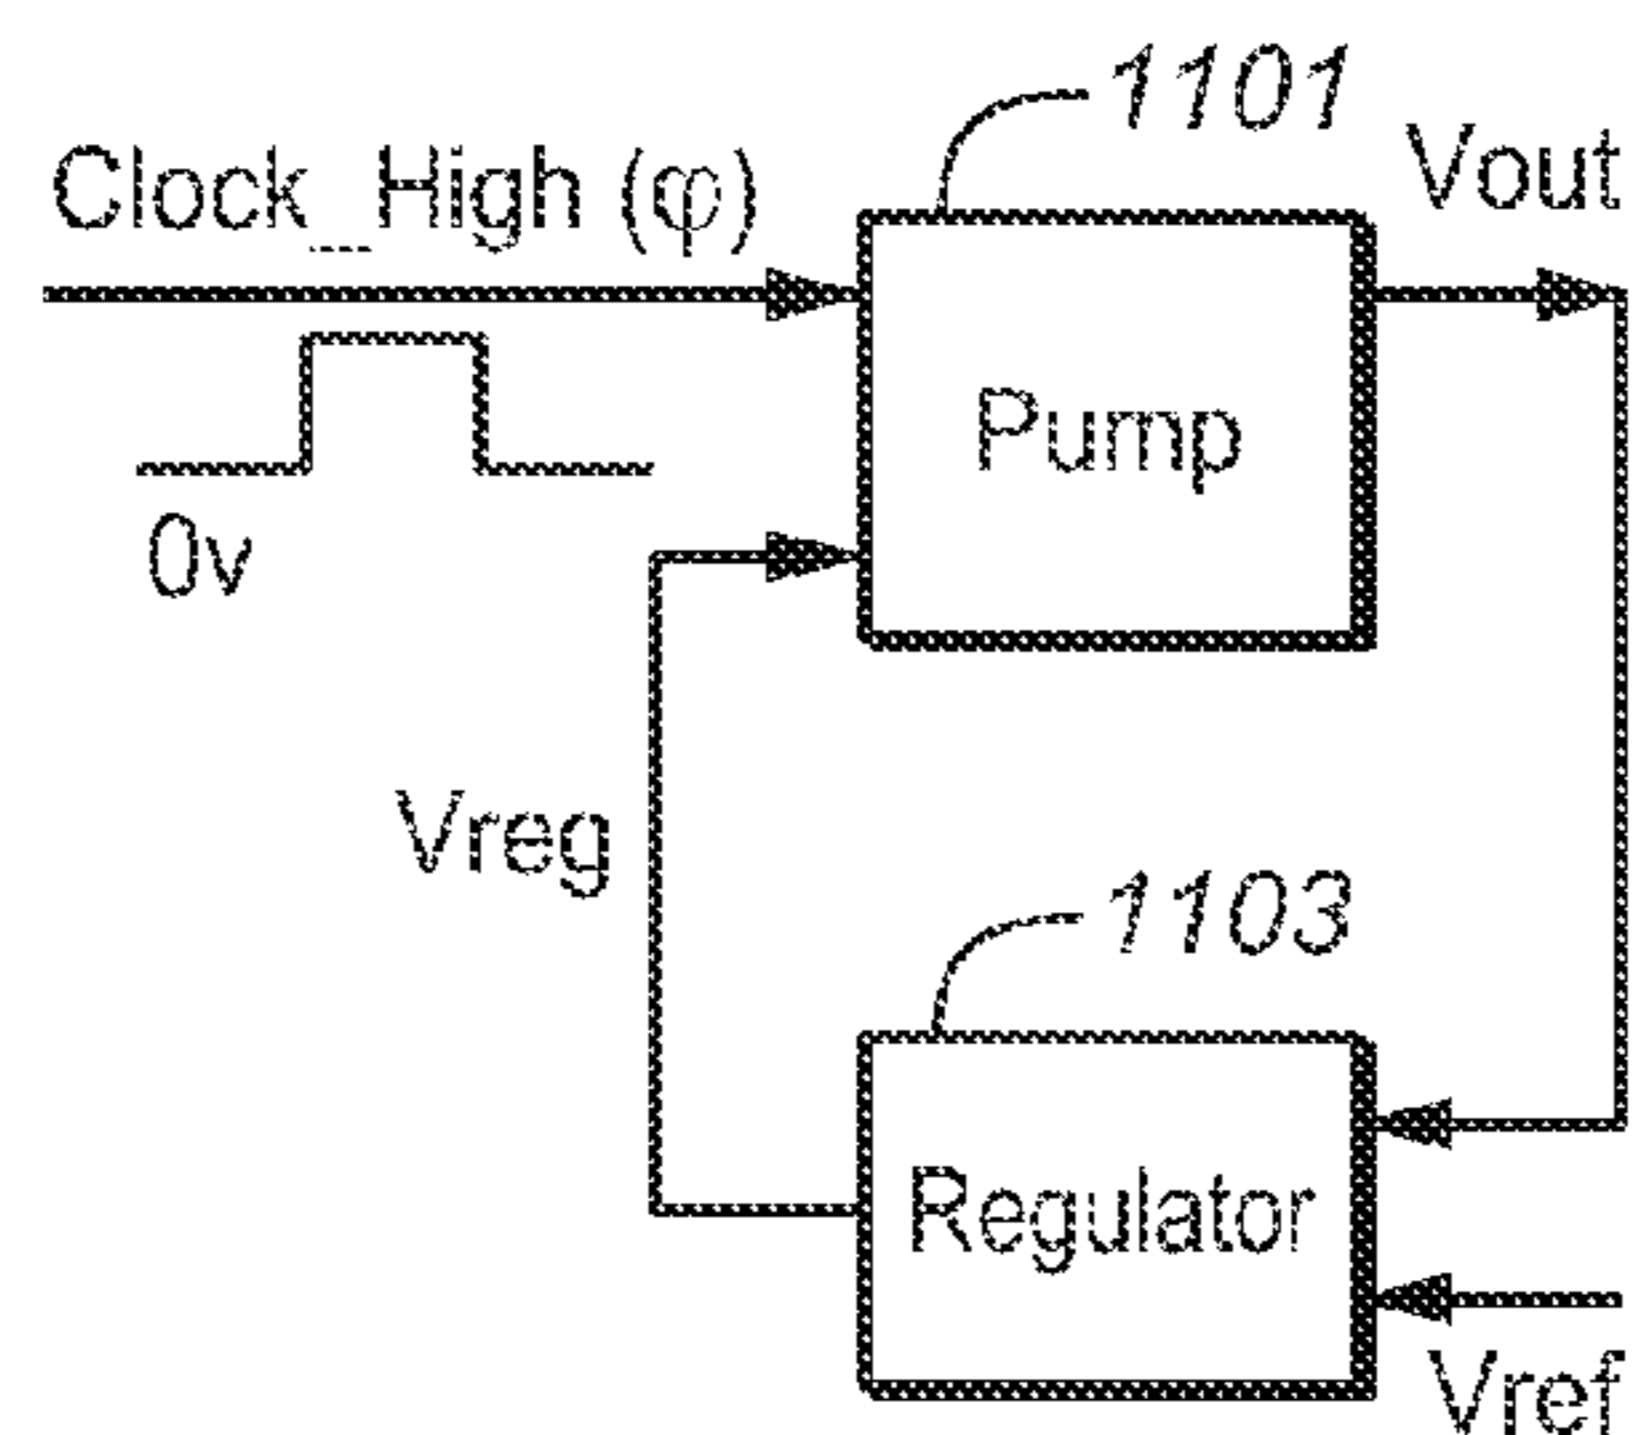 1101
Vout
Clock_High (φ)
Pump
0v
Vreg
1103
Regulator
Vref